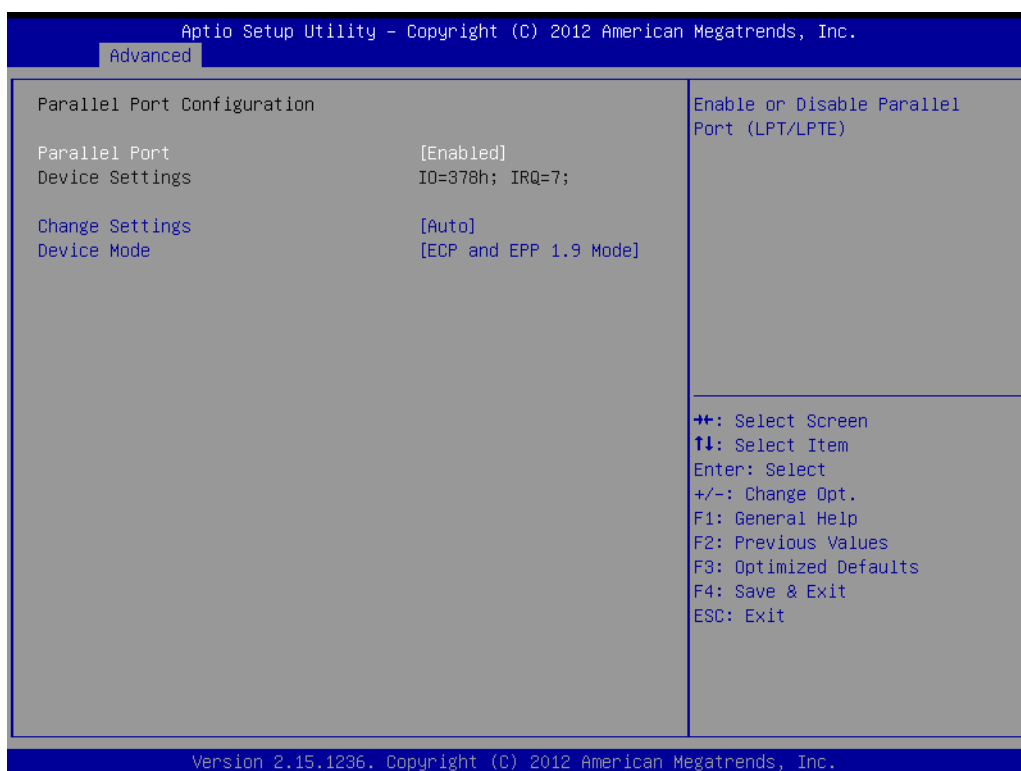 Aptio Setup Utility – Copyright (C) 2012 American Megatrends, Inc.
Advanced
Parallel Port Configuration
Parallel Port [Enabled]
Device Settings IO=378h; IRQ=7;
Change Settings [Auto]
Device Mode [ECP and EPP 1.9 Mode]
Enable or Disable Parallel
Port (LPT/LPTE)
→←: Select Screen
↑↓: Select Item
Enter: Select
+/-: Change Opt.
F1: General Help
F2: Previous Values
F3: Optimized Defaults
F4: Save & Exit
ESC: Exit
Version 2.15.1236. Copyright (C) 2012 American Megatrends, Inc.